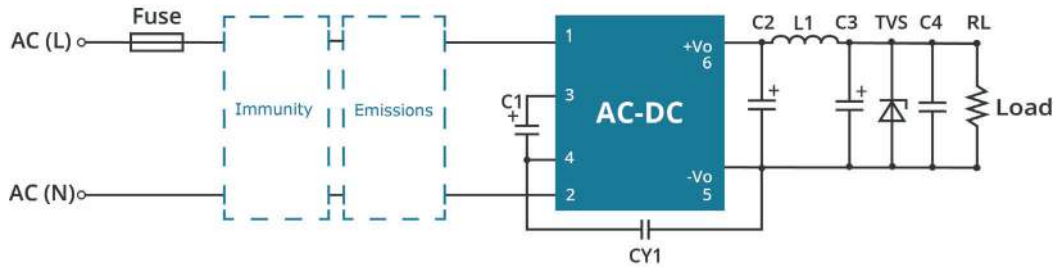 Fuse
AC (L)
Immunity
Emissions
AC (N)
C1
+
1
3
4
2
AC-DC
+Vo
6
-Vo
5
CY1
C2
L1
C3
TVS
C4
RL
+
+
Load